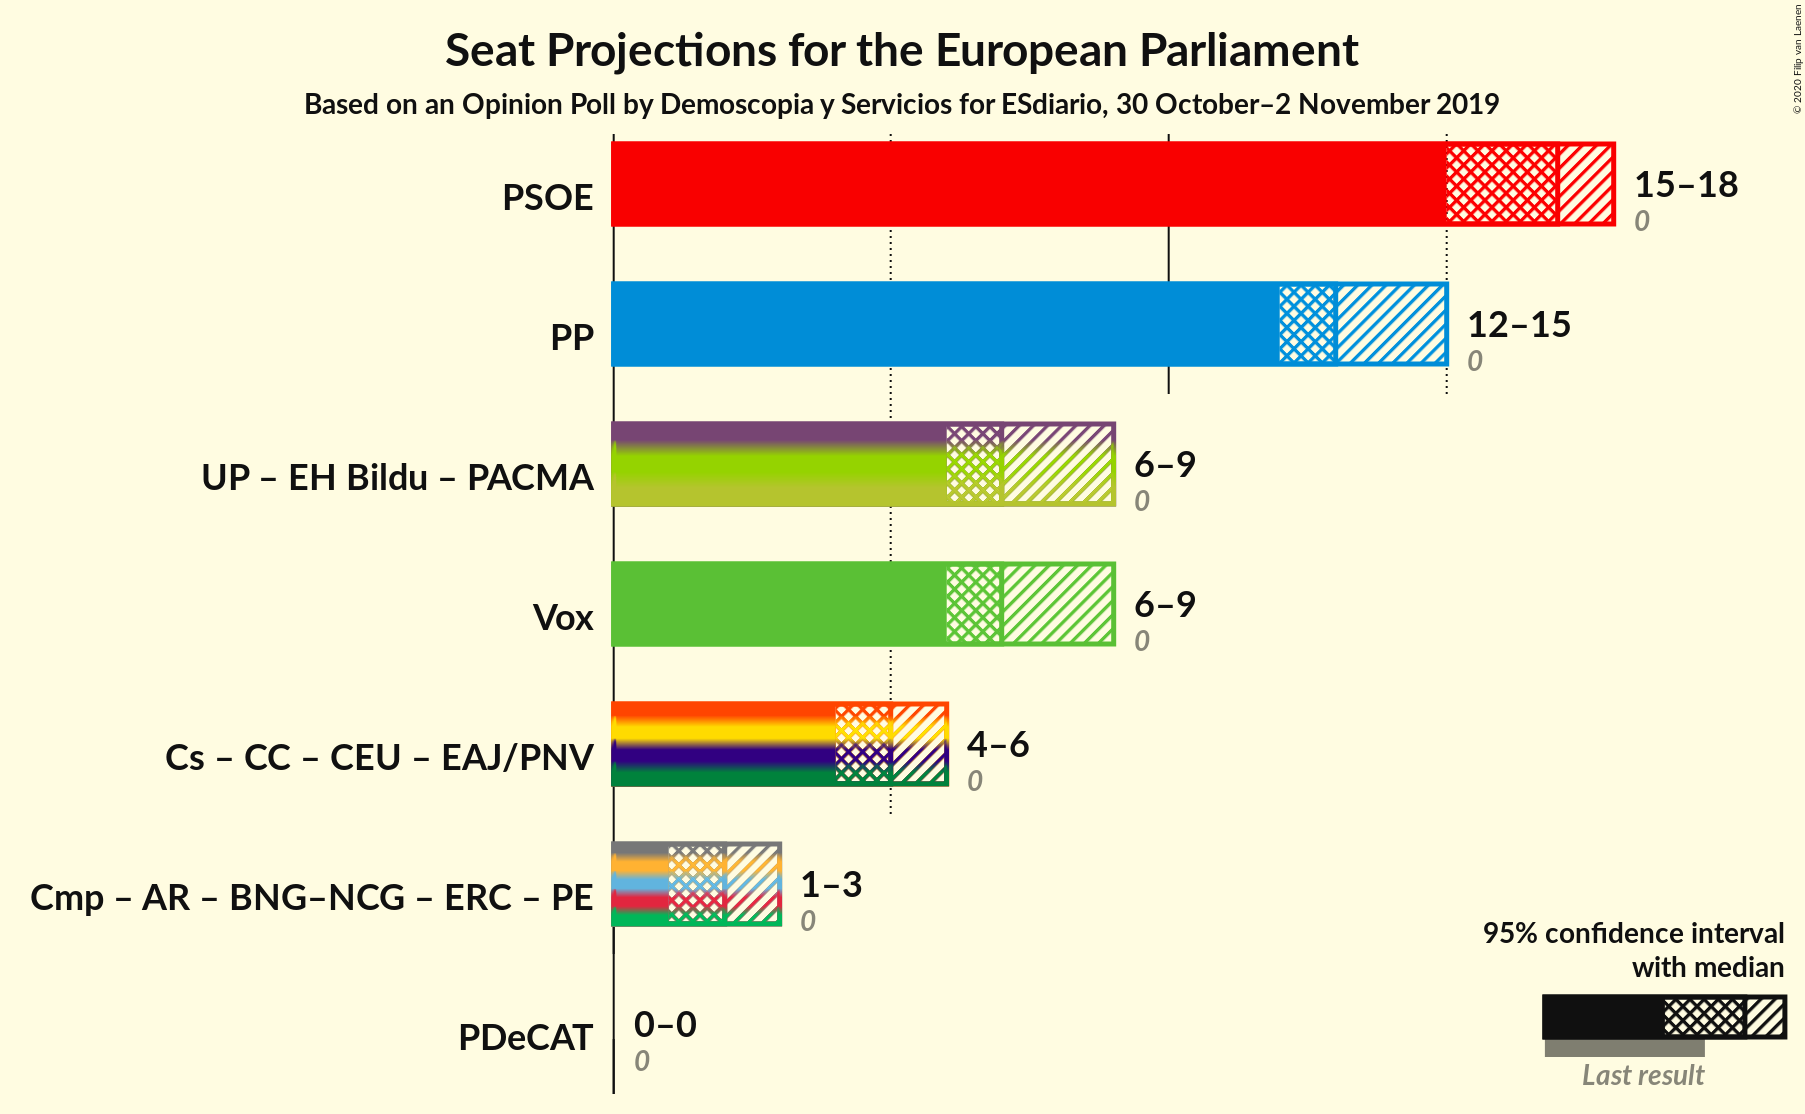 Seat Projections for the European Parliament
Based on an Opinion Poll by Demoscopia y Servicios for ESdiario, 30 October–2 November 2019
© 2020 Filip van Laenen
PSOE
15–18
0
PP
12–15
0
UP – EH Bildu – PACMA
6–9
0
Vox
6–9
0
Cs – CC – CEU – EAJ/PNV
4–6
0
Cmp – AR – BNG–NCG – ERC – PE
1–3
0
PDeCAT
0–0
0
95% confidence interval
with median
Last result